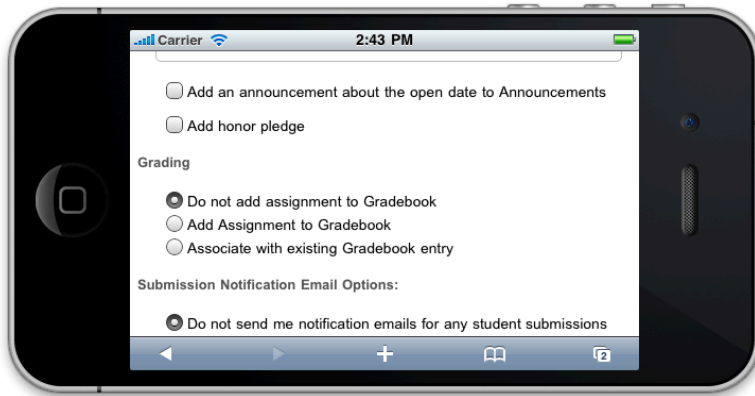 Carrier 2:43 PM
Add an announcement about the open date to Announcements
Add honor pledge
Grading
Do not add assignment to Gradebook
Add Assignment to Gradebook
Associate with existing Gradebook entry
Submission Notification Email Options:
Do not send me notification emails for any student submissions
2